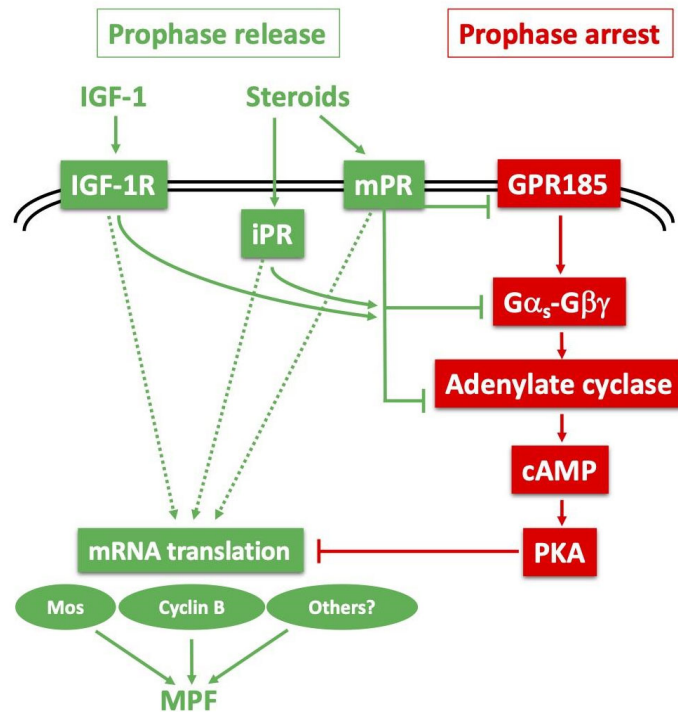 Prophase release
Prophase arrest
IGF-1
Steroids
IGF-1R
mPR
GPR185
iPR
Gαs-Gβγ
Adenylate cyclase
cAMP
mRNA translation
PKA
Mos
Cyclin B
Others?
MPF